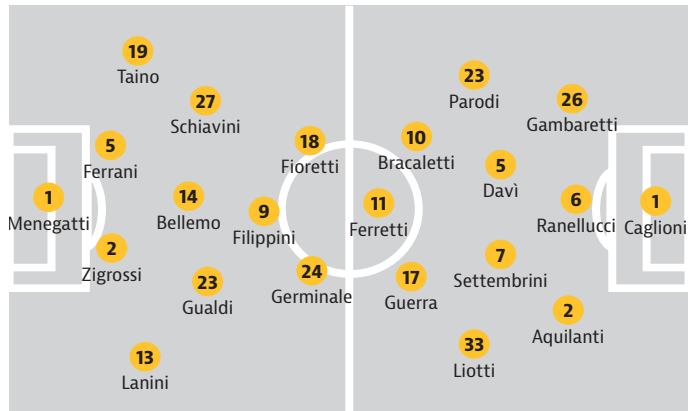 19
Taino
27
Schiavini
5
Ferrani
18
Fioretti
1
Menegatti
14
Bellemo
9
Filippini
2
Zigrossi
23
Gualdi
24
Germinale
13
Lanini
23
Parodi
26
Gambaretti
10
Bracaletti
5
Davì
11
Ferretti
6
Ranellucci
1
Caglioni
7
Settembrini
17
Guerra
2
Aquilanti
33
Liotti